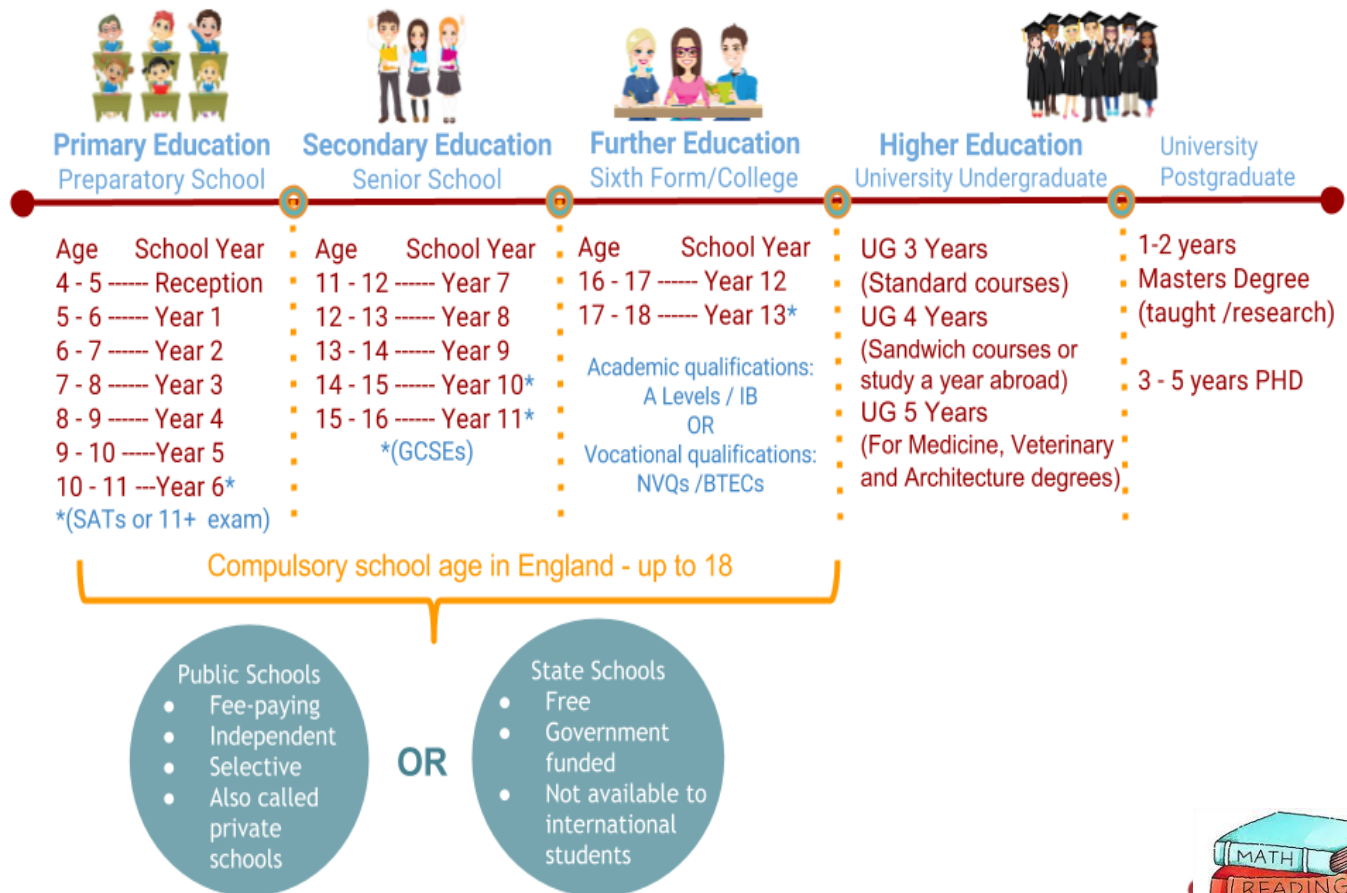 Primary Education
Preparatory School
Age School Year
4 - 5 ------ Reception
5 - 6 ------ Year 1
6 - 7 ------ Year 2
7 - 8 ------ Year 3
8 - 9 ------ Year 4
9 - 10 -----Year 5
10 - 11 ---Year 6*
*(SATs or 11+ exam)
Secondary Education
Senior School
Age School Year
11 - 12 ------ Year 7
12 - 13 ------ Year 8
13 - 14 ------ Year 9
14 - 15 ------ Year 10*
15 - 16 ------ Year 11*
*(GCSEs)
Further Education
Sixth Form/College
Age School Year
16 - 17 ------ Year 12
17 - 18 ------ Year 13*
Academic qualifications:
A Levels / IB
OR
Vocational qualifications:
NVQs /BTECs
Higher Education
University Undergraduate
UG 3 Years
(Standard courses)
UG 4 Years
(Sandwich courses or
study a year abroad)
UG 5 Years
(For Medicine, Veterinary
and Architecture degrees)
University
Postgraduate
1-2 years
Masters Degree
(taught /research)
3 - 5 years PHD
Compulsory school age in England - up to 18
Public Schools
● Fee-paying
● Independent
● Selective
● Also called
private
schools
OR
State Schools
● Free
● Government
funded
● Not available to
international
students
MATH
READING